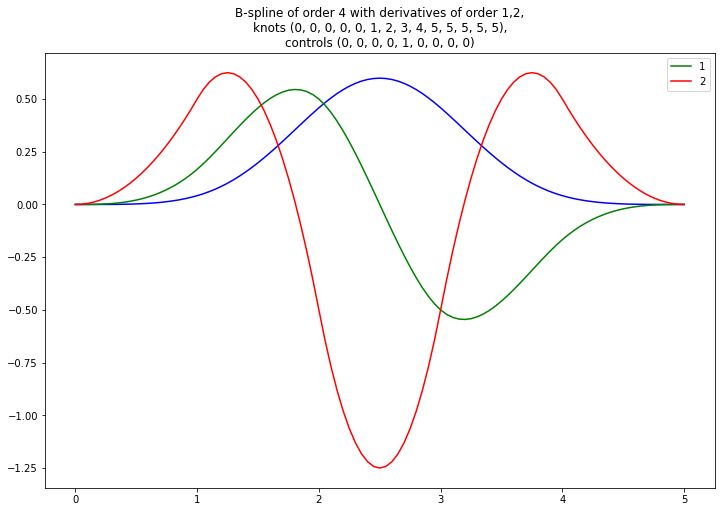 B-spline of order 4 with derivatives of order 1,2,
knots (0, 0, 0, 0, 0, 1, 2, 3, 4, 5, 5, 5, 5, 5),
controls (0, 0, 0, 0, 1, 0, 0, 0, 0)
1
2
0.50
0.25
0.00
−0.25
−0.50
−0.75
−1.00
−1.25
0 1 2 3 4 5